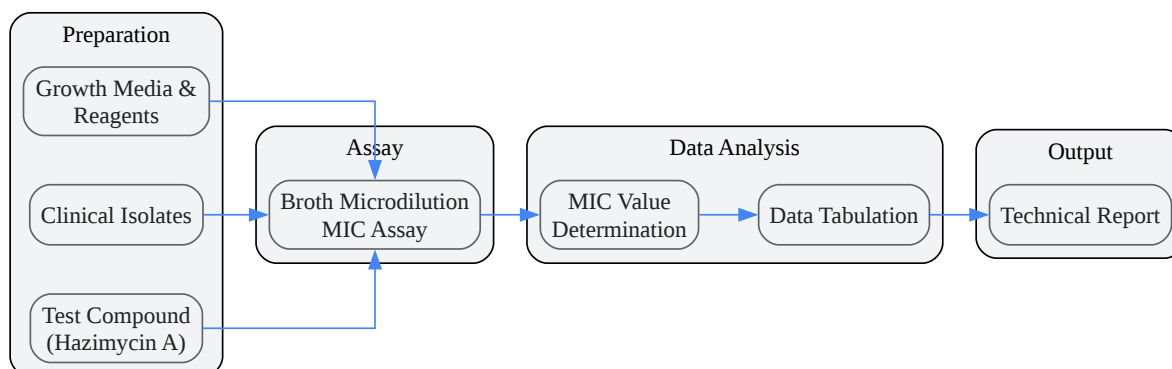 Preparation
Growth Media &
Reagents
Clinical Isolates
Test Compound
(Hazimycin A)
Assay
Broth Microdilution
MIC Assay
Data Analysis
MIC Value
Determination
Data Tabulation
Output
Technical Report